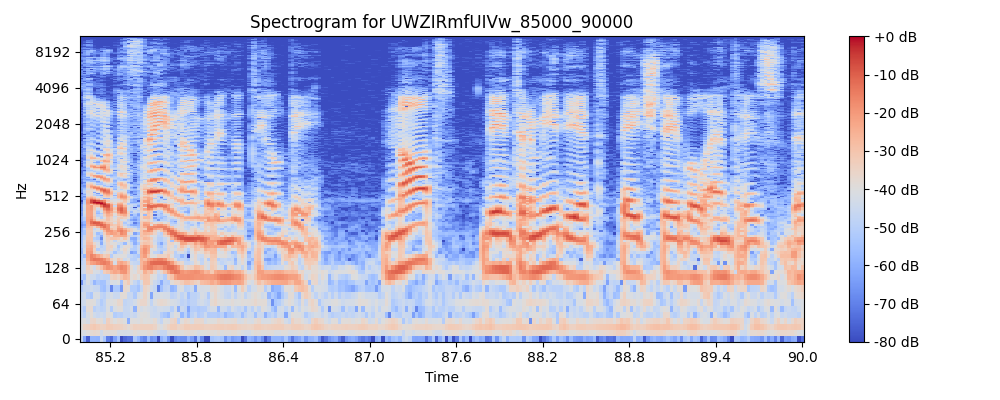 Spectrogram for UWZIRmfUIVw_85000_90000
Hz
8192
4096
2048
1024
512
256
128
64
0
85.2 85.8 86.4 87.0 87.6 88.2 88.8 89.4 90.0
Time
+0 dB
-10 dB
-20 dB
-30 dB
-40 dB
-50 dB
-60 dB
-70 dB
-80 dB